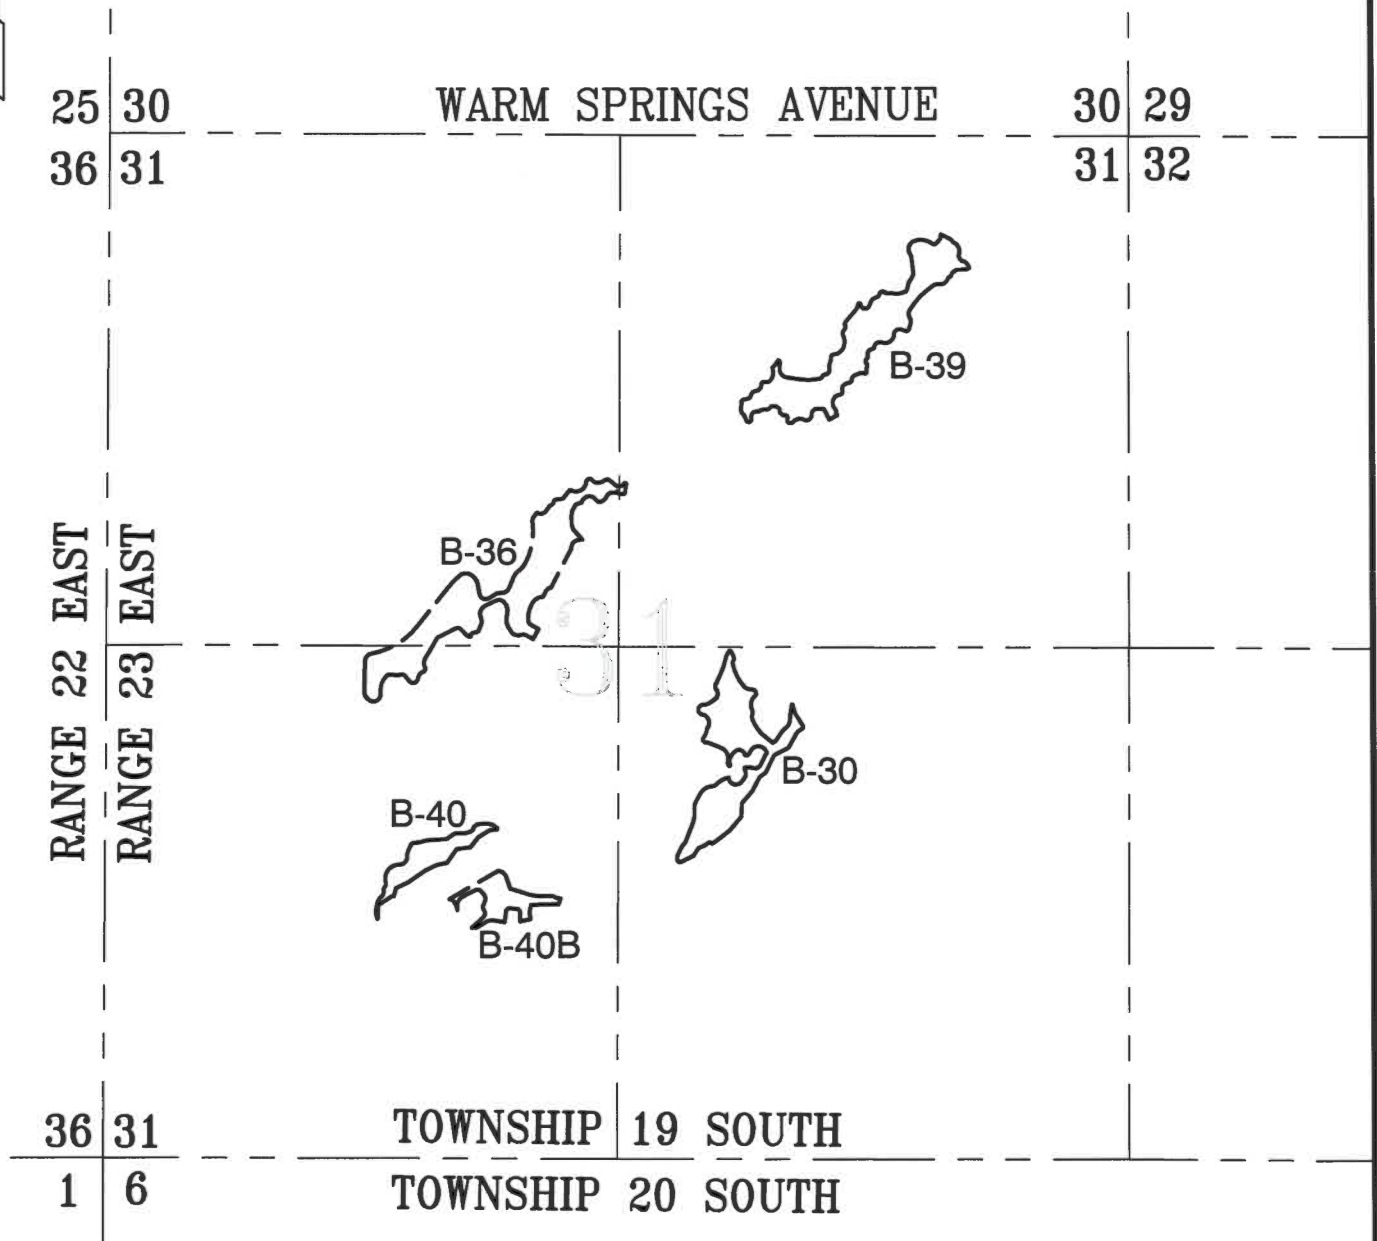 25 30 WARM SPRINGS AVENUE 30 29
36 31 31 32
B-39
B-36
31
RANGE 22 EAST
RANGE 23 EAST
B-30
B-40
B-40B
36 31 TOWNSHIP 19 SOUTH
1 6 TOWNSHIP 20 SOUTH